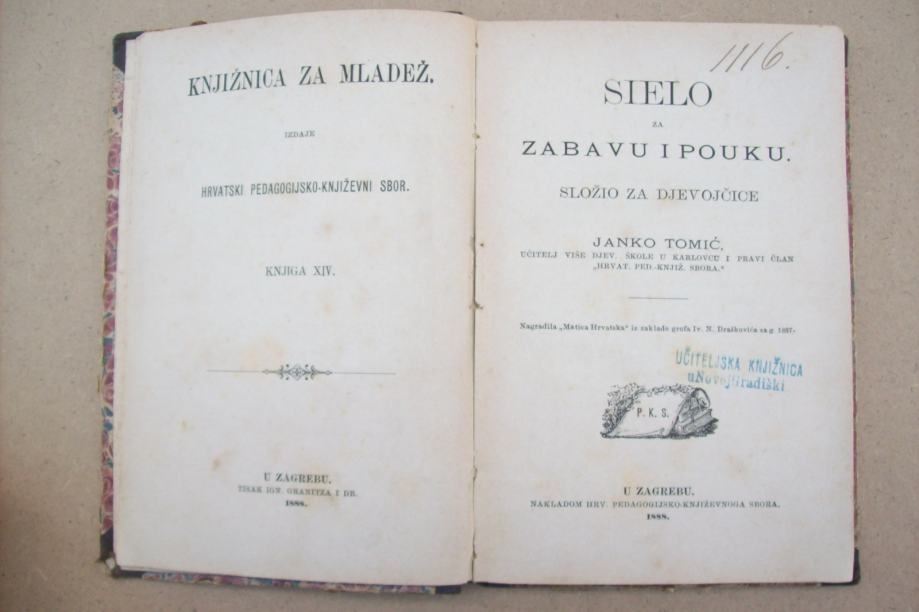 KNJIŽNICA ZA MLADEŽ.
IZDAJE
HRVATSKI PEDAGOGIJSKO-KNJIŽEVNI SBOR.
KNJIGA XIV.
U ZAGREBU.
TISAK IGN. GRANITZA I DR.
1888.
1116.
SIELO
ZA
ZABAVU I POUKU.
SLOŽIO ZA DJEVOJČICE
JANKO TOMIĆ,
UČITELJ VIŠE DJEV. ŠKOLE U KARLOVCU I PRAVI ČLAN
„HRVAT. PED.-KNJIŽ. SBORA.“
Nagradila „Matica Hrvatska“ iz zaklade grofa Iv. N. Draškovića za g. 1887.
UČITELJSKA KNJIŽNICA
u Novoj Gradiški
P. K. S.
U ZAGREBU.
NAKLADOM HRV. PEDAGOGIJSKO-KNJIŽEVNOGA SBORA.
1888.